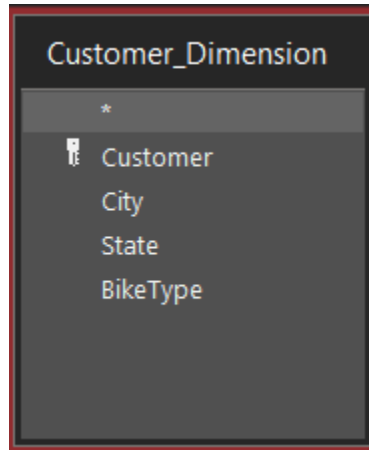 Customer_Dimension
*
Customer
City
State
BikeType